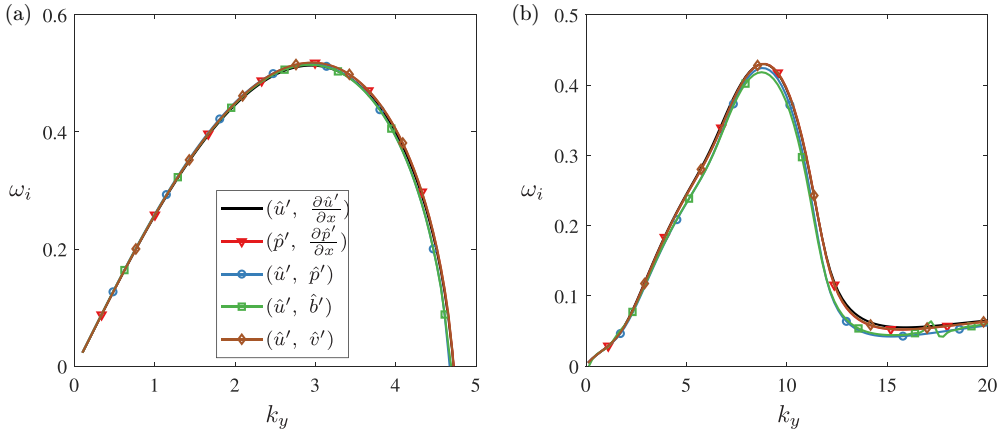 (a)
0.6
0.4
ω_i
0.2
0
0 1 2 3 4 5
k_y
(û′, ∂û′/∂x)
(p̂′, ∂p̂′/∂x)
(û′, p̂′)
(û′, b̂′)
(û′, v̂′)
(b)
0.5
0.4
0.3
ω_i
0.2
0.1
0
0 5 10 15 20
k_y